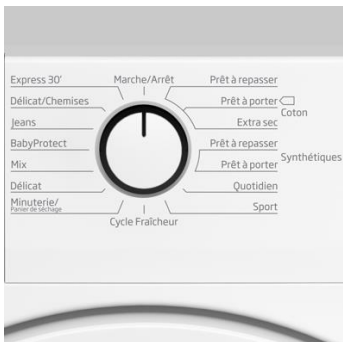 Marche/Arrêt
Express 30'
Délicat/Chemises
Jeans
BabyProtect
Mix
Délicat
Minuterie/
Panier de séchage
Cycle Fraîcheur
Prêt à repasser
Prêt à porter
Extra sec
Coton
Prêt à repasser
Prêt à porter
Synthétiques
Quotidien
Sport